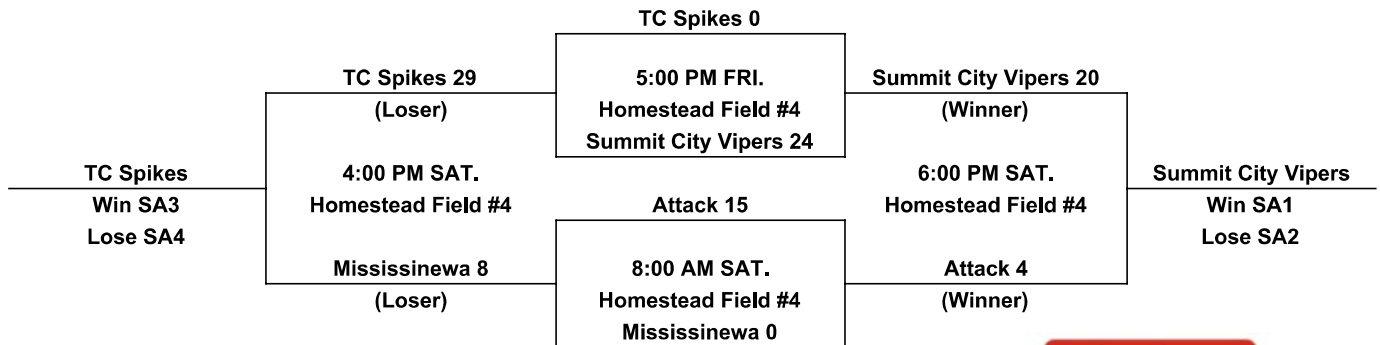 TC Spikes 0
TC Spikes 29
5:00 PM FRI.
Summit City Vipers 20
(Loser)
Homestead Field #4
(Winner)
Summit City Vipers 24
TC Spikes
4:00 PM SAT.
6:00 PM SAT.
Summit City Vipers
Win SA3
Homestead Field #4
Attack 15
Homestead Field #4
Win SA1
Lose SA4
Lose SA2
Mississinewa 8
8:00 AM SAT.
Attack 4
(Loser)
Homestead Field #4
(Winner)
Mississinewa 0